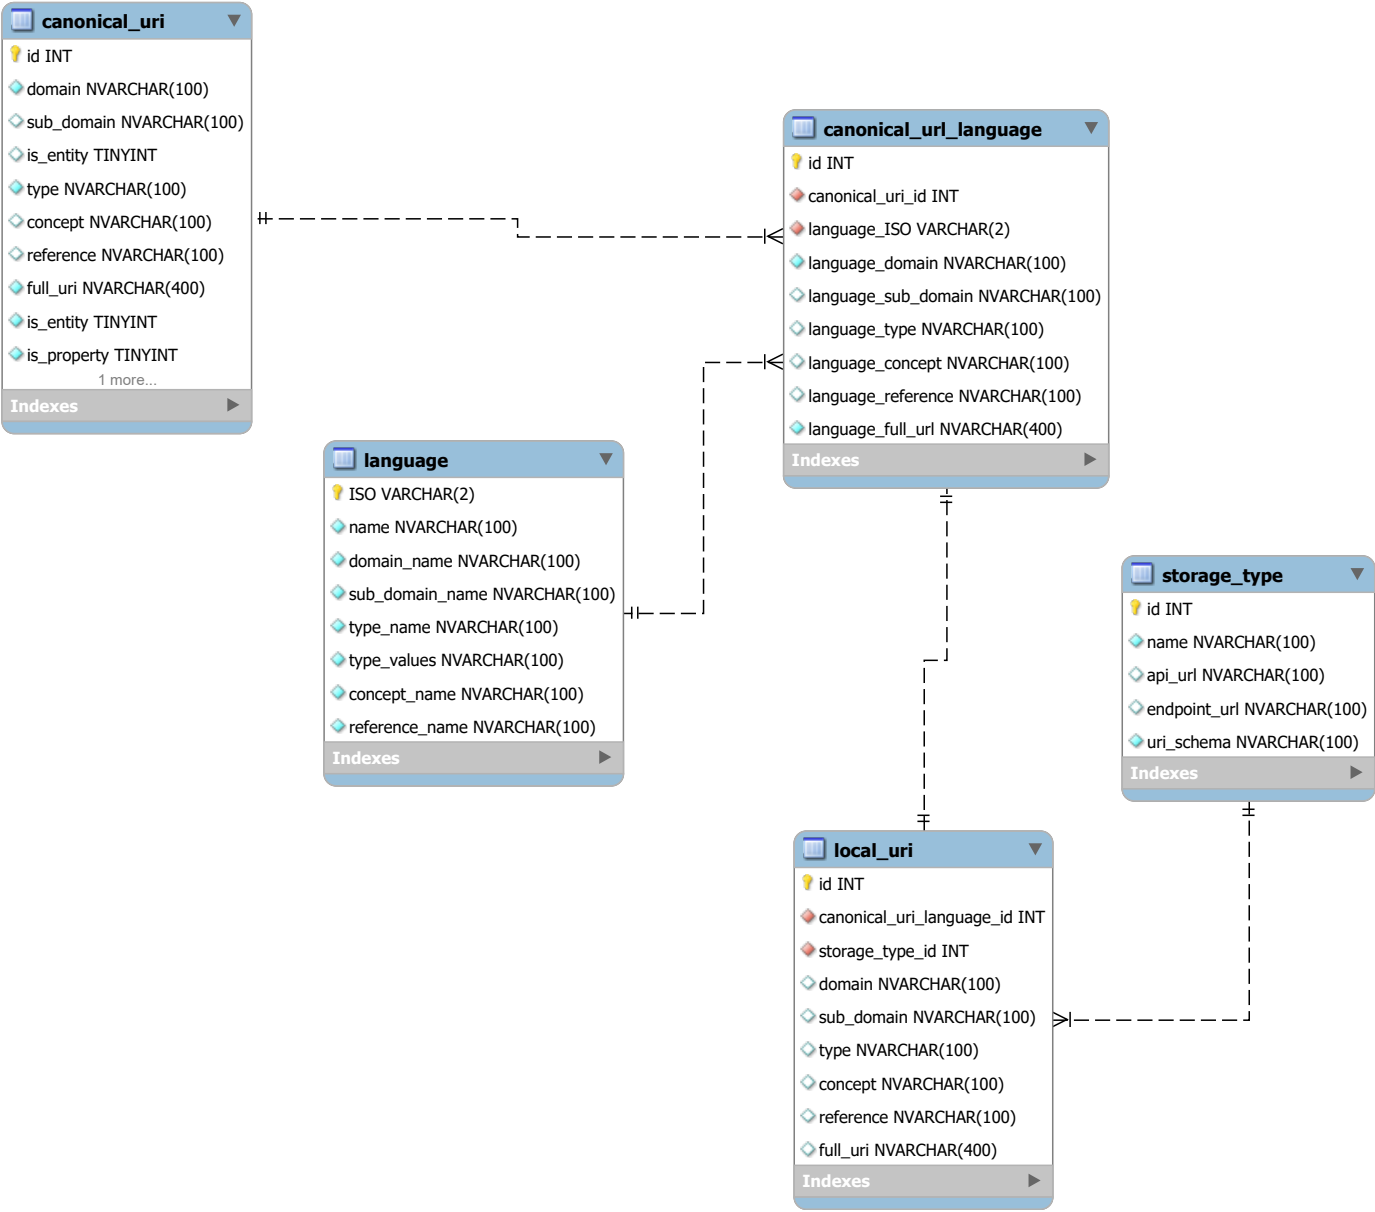 canonical_uri
id INT
domain NVARCHAR(100)
sub_domain NVARCHAR(100)
is_entity TINYINT
type NVARCHAR(100)
concept NVARCHAR(100)
reference NVARCHAR(100)
full_uri NVARCHAR(400)
is_entity TINYINT
is_property TINYINT
1 more...
Indexes
canonical_url_language
id INT
canonical_uri_id INT
language_ISO VARCHAR(2)
language_domain NVARCHAR(100)
language_sub_domain NVARCHAR(100)
language_type NVARCHAR(100)
language_concept NVARCHAR(100)
language_reference NVARCHAR(100)
language_full_url NVARCHAR(400)
Indexes
language
ISO VARCHAR(2)
name NVARCHAR(100)
domain_name NVARCHAR(100)
sub_domain_name NVARCHAR(100)
type_name NVARCHAR(100)
type_values NVARCHAR(100)
concept_name NVARCHAR(100)
reference_name NVARCHAR(100)
Indexes
storage_type
id INT
name NVARCHAR(100)
api_url NVARCHAR(100)
endpoint_url NVARCHAR(100)
uri_schema NVARCHAR(100)
Indexes
local_uri
id INT
canonical_uri_language_id INT
storage_type_id INT
domain NVARCHAR(100)
sub_domain NVARCHAR(100)
type NVARCHAR(100)
concept NVARCHAR(100)
reference NVARCHAR(100)
full_uri NVARCHAR(400)
Indexes